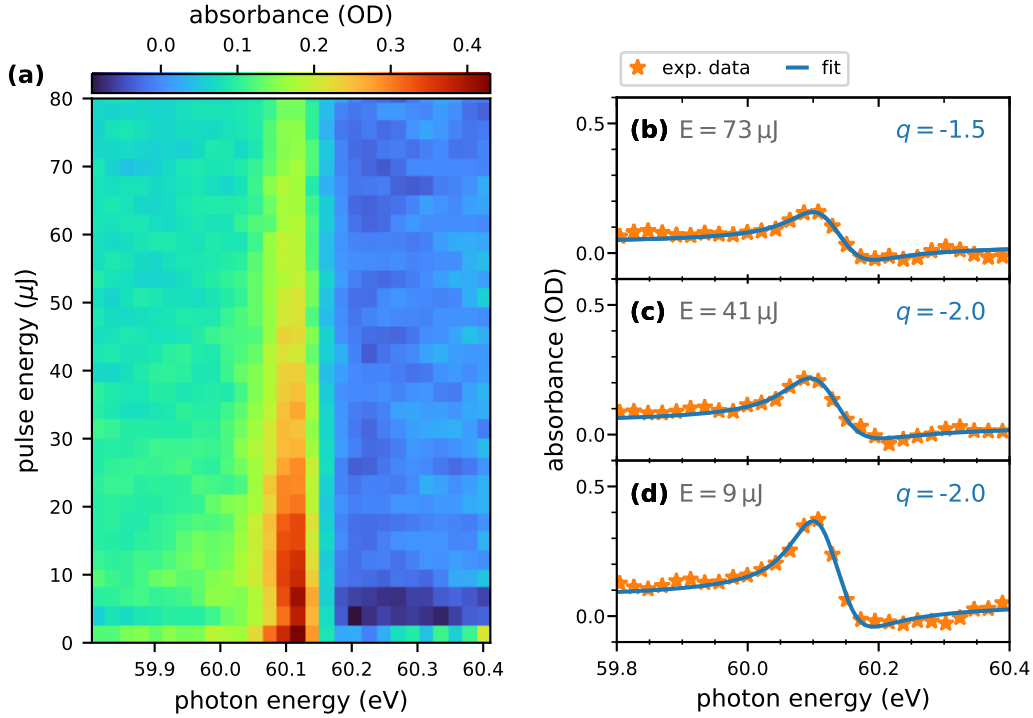 absorbance (OD)
0.0 0.1 0.2 0.3 0.4
(a)
80
70
60
50
40
30
20
10
0
pulse energy (μJ)
59.9 60.0 60.1 60.2 60.3 60.4
photon energy (eV)
exp. data fit
(b) E = 73 μJ q = -1.5
0.5
0.0
(c) E = 41 μJ q = -2.0
0.5
0.0
(d) E = 9 μJ q = -2.0
0.5
0.0
absorbance (OD)
59.8 60.0 60.2 60.4
photon energy (eV)